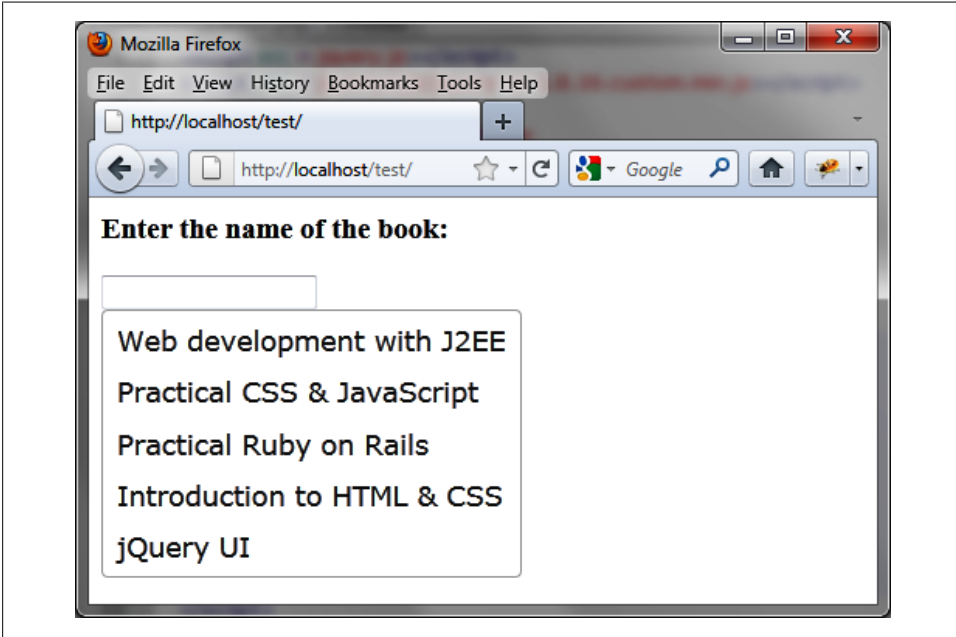 Mozilla Firefox
File Edit View History Bookmarks Tools Help
http://localhost/test/
http://localhost/test/ Google
Enter the name of the book:
Web development with J2EE
Practical CSS & JavaScript
Practical Ruby on Rails
Introduction to HTML & CSS
jQuery UI